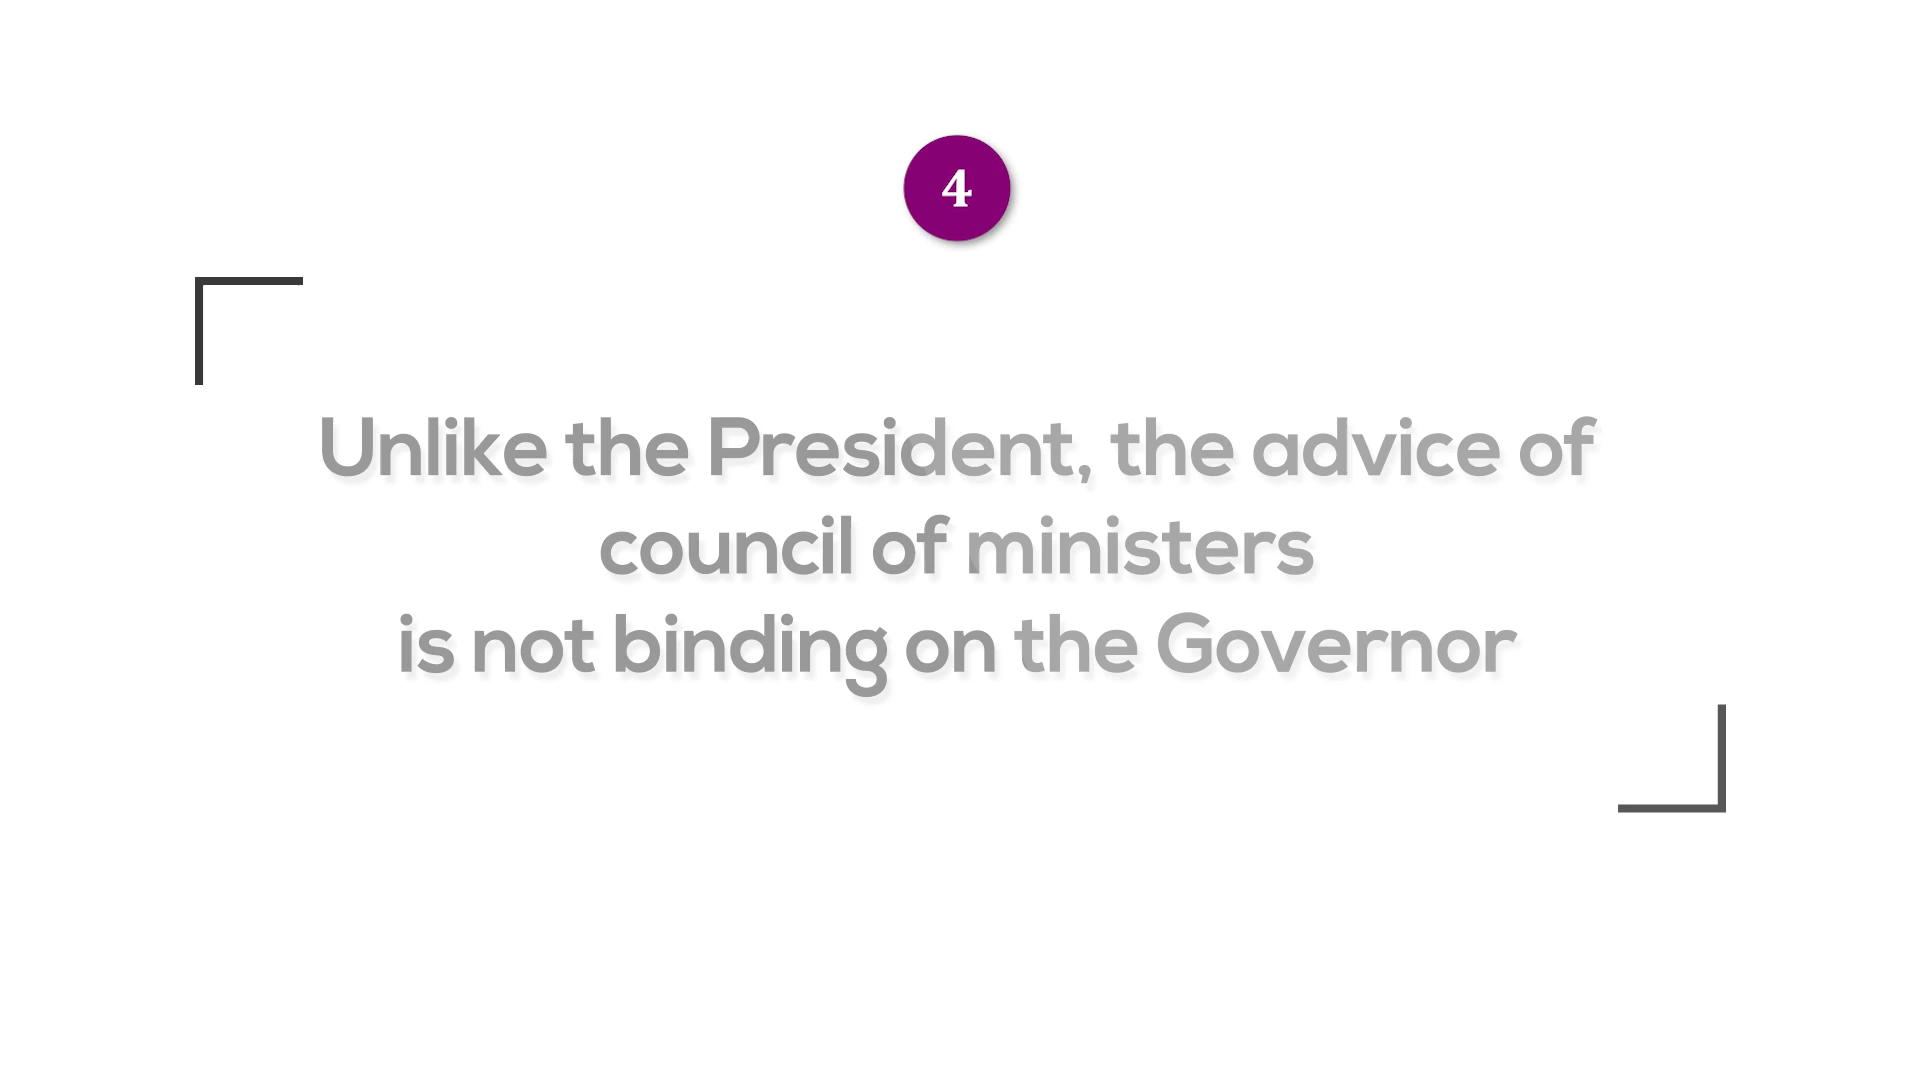 4
Unlike the President, the advice of
council of ministers
is not binding on the Governor